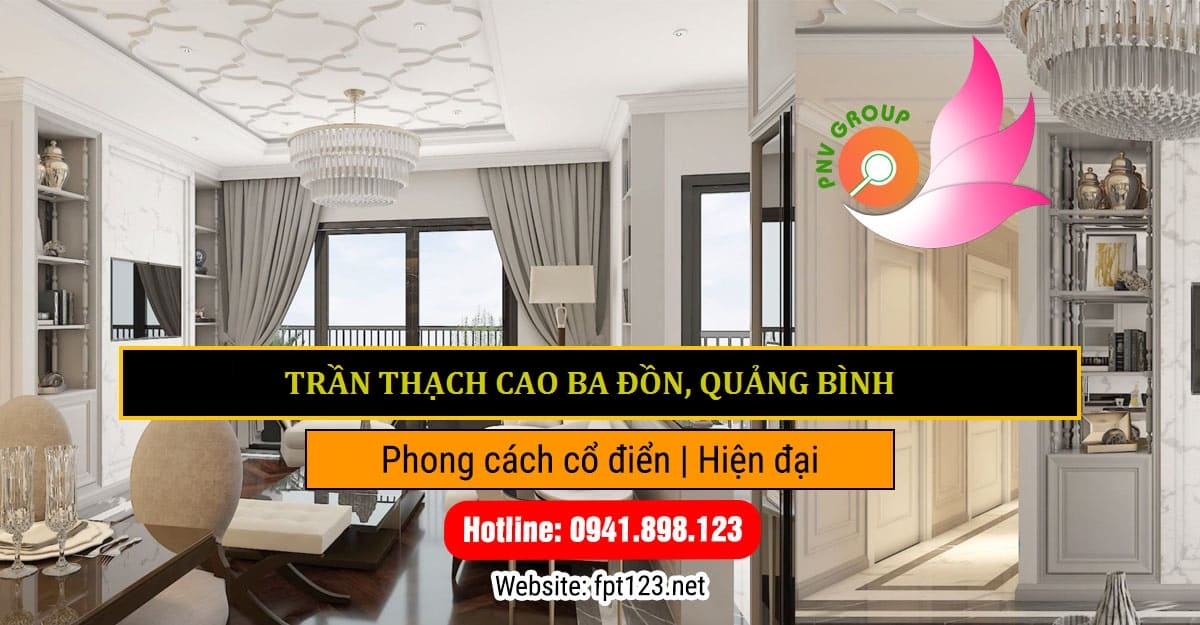 PNV GROUP
TRẦN THẠCH CAO BA ĐỒN, QUẢNG BÌNH
Phong cách cổ điển | Hiện đại
Hotline: 0941.898.123
Website: fpt123.net